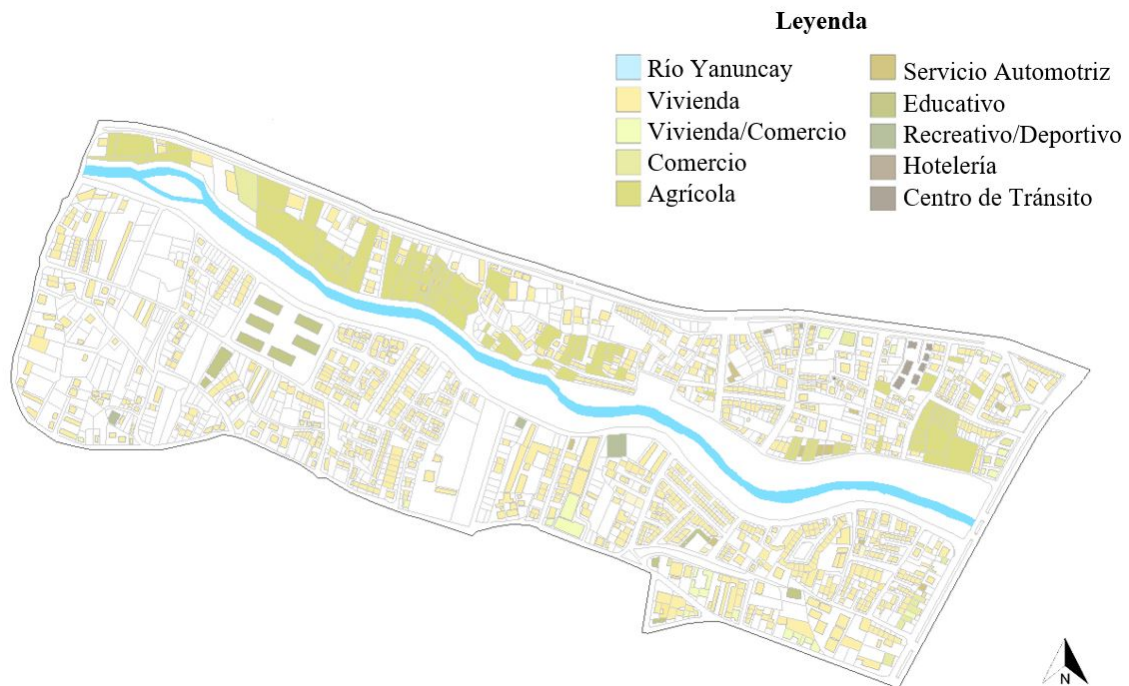 Leyenda
Río Yanuncay
Vivienda
Vivienda/Comercio
Comercio
Agrícola
Servicio Automotriz
Educativo
Recreativo/Deportivo
Hotelería
Centro de Tránsito
N